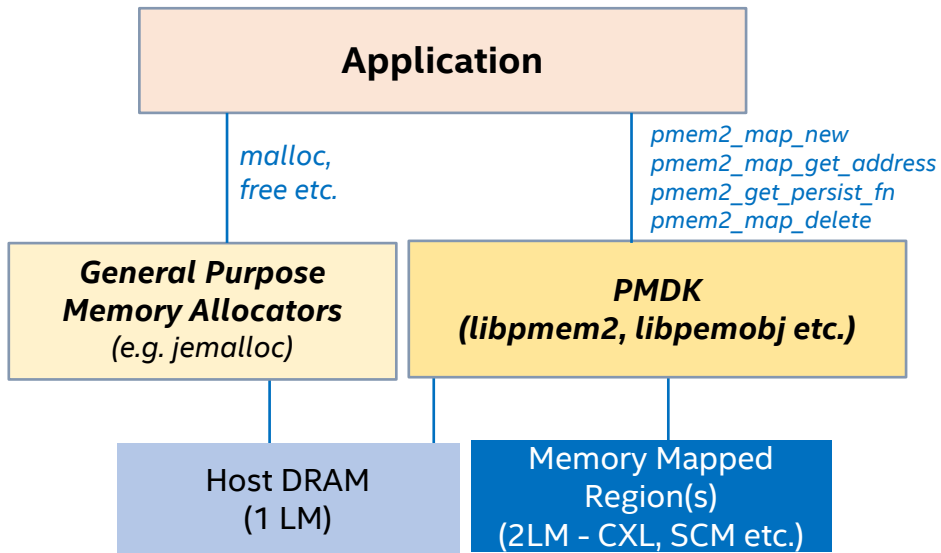 Application
malloc,
free etc.
pmem2_map_new
pmem2_map_get_address
pmem2_get_persist_fn
pmem2_map_delete
General Purpose
Memory Allocators
(e.g. jemalloc)
PMDK
(libpmem2, libpemobj etc.)
Host DRAM
(1 LM)
Memory Mapped
Region(s)
(2LM - CXL, SCM etc.)